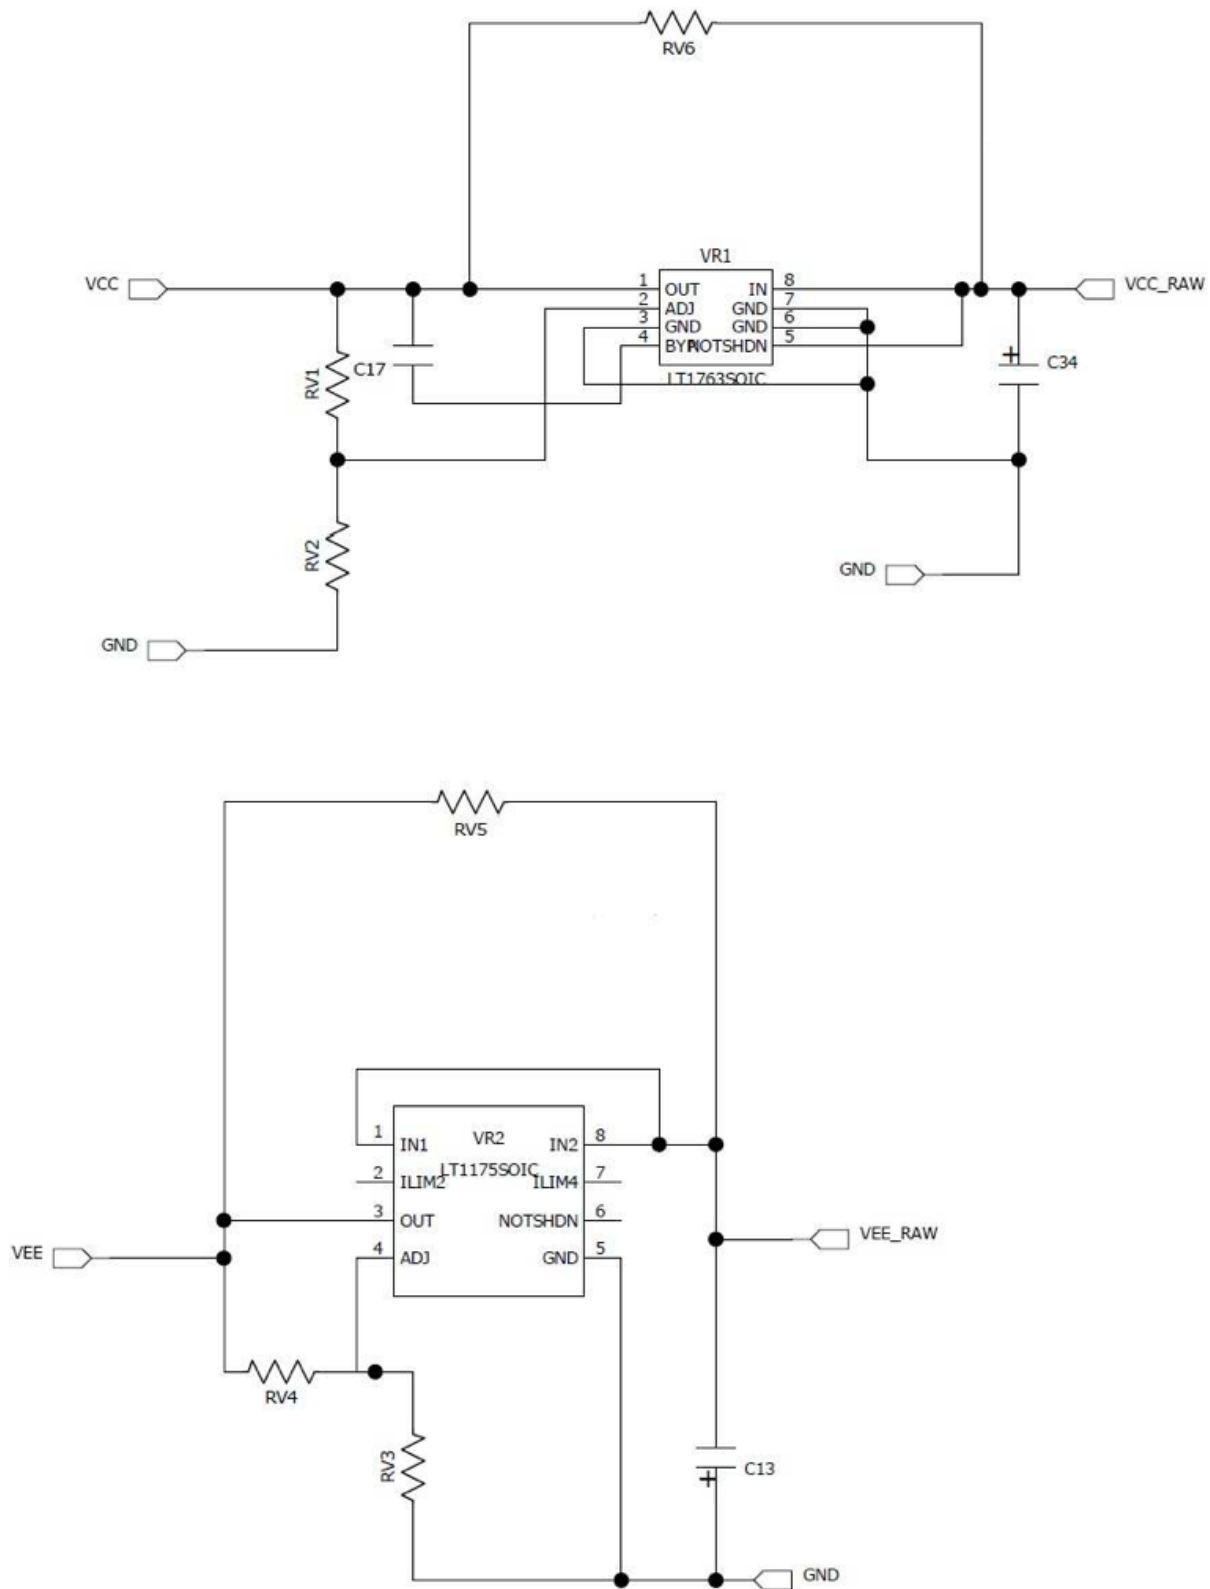 RV6
VR1
VCC
1 OUT IN 8
VCC_RAW
2 ADJ GND 7
3 GND GND 6
4 BYP NOTSHDN 5
C17
RV1
LT1763SOIC
C34
RV2
GND
GND
RV5
1 IN1 VR2 IN2 8
LT1175SOIC
2 ILIM2 ILIM4 7
3 OUT NOTSHDN 6
VEE
VEE_RAW
4 ADJ GND 5
RV4
RV3
C13
GND